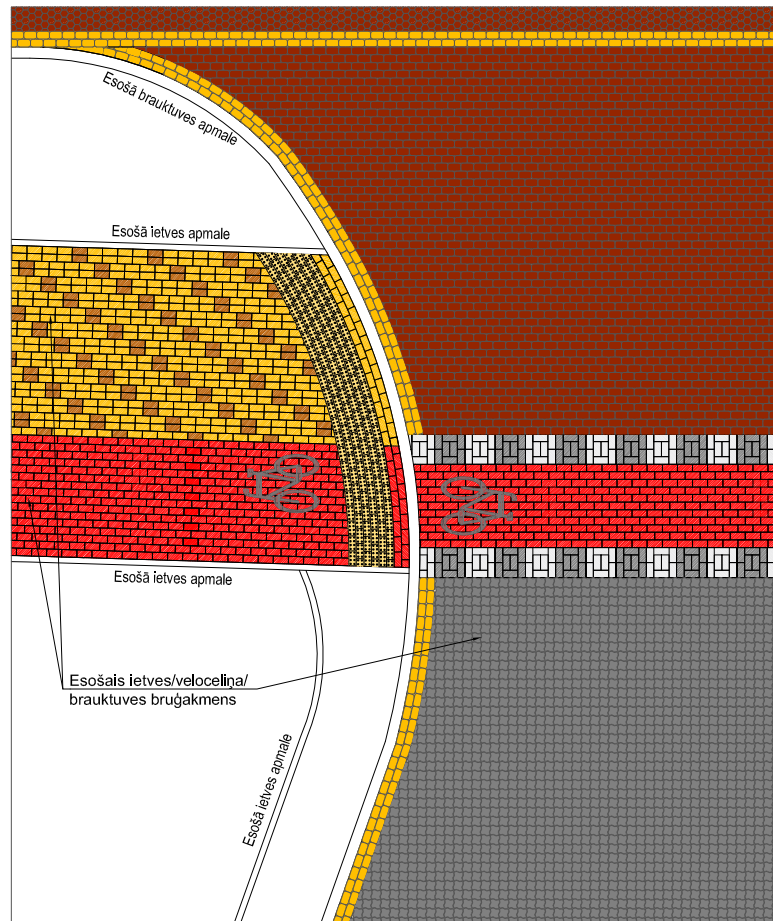 Esošā brauktuves apmale
Esošā ietves apmale
Esošā ietves apmale
Esošais ietves/veloceliņa/
brauktuves bruģakmens
Esošā ietves apmale